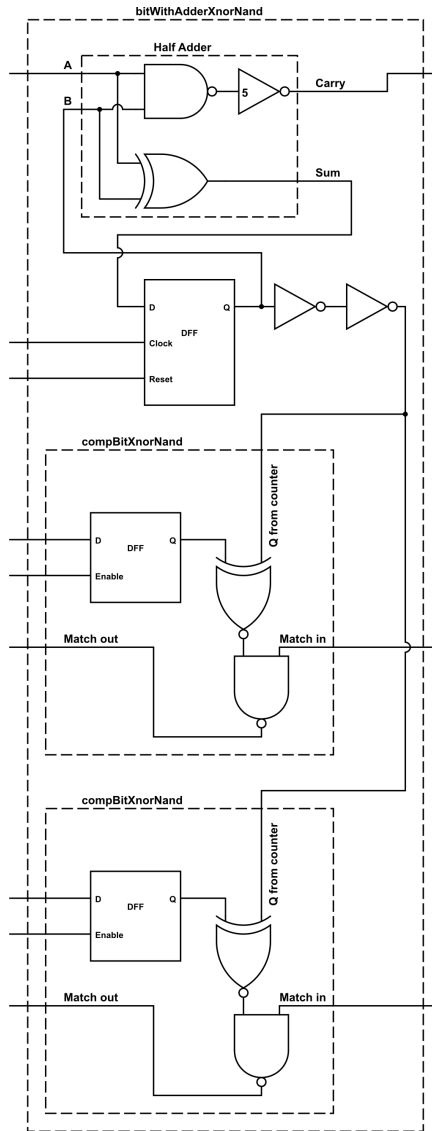 bitWithAdderXnorNand
Half Adder
A
5
Carry
B
Sum
D
Q
DFF
Clock
Reset
compBitXnorNand
Q from counter
D
Q
DFF
Enable
Match out
Match in
compBitXnorNand
Q from counter
D
Q
DFF
Enable
Match out
Match in